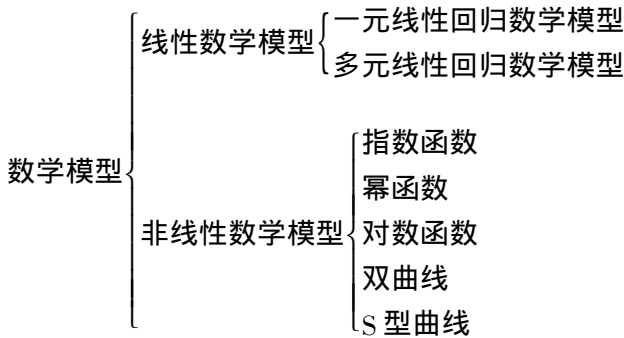 一元线性回归数学模型
线性数学模型
多元线性回归数学模型
数学模型
指数函数
幂函数
非线性数学模型
对数函数
双曲线
S 型曲线